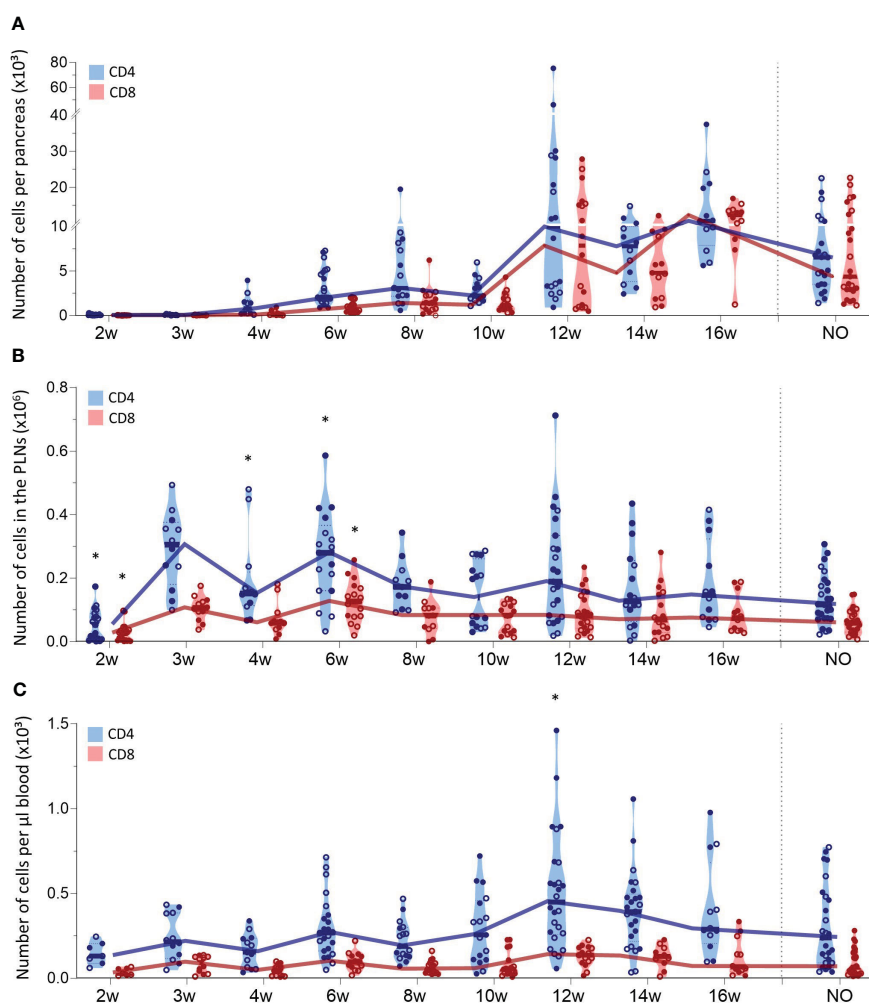 A
Number of cells per pancreas (x10³)
CD4
CD8
80
60
40
30
20
10
5
0
2w 3w 4w 6w 8w 10w 12w 14w 16w NO
B
Number of cells in the PLNs (x10⁶)
CD4
CD8
0.8
0.6
0.4
0.2
0.0
* * * * *
2w 3w 4w 6w 8w 10w 12w 14w 16w NO
C
Number of cells per µl blood (x10³)
CD4
CD8
1.5
1.0
0.5
0.0
*
2w 3w 4w 6w 8w 10w 12w 14w 16w NO